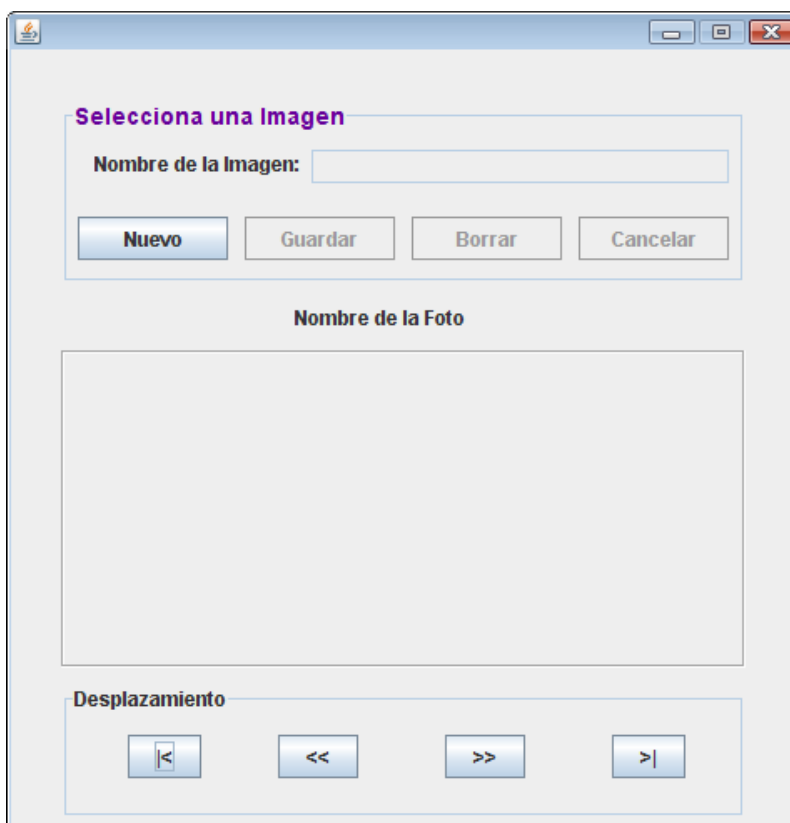 Selecciona una Imagen
Nombre de la Imagen:
Nuevo Guardar Borrar Cancelar
Nombre de la Foto
Desplazamiento
|< << >> >|